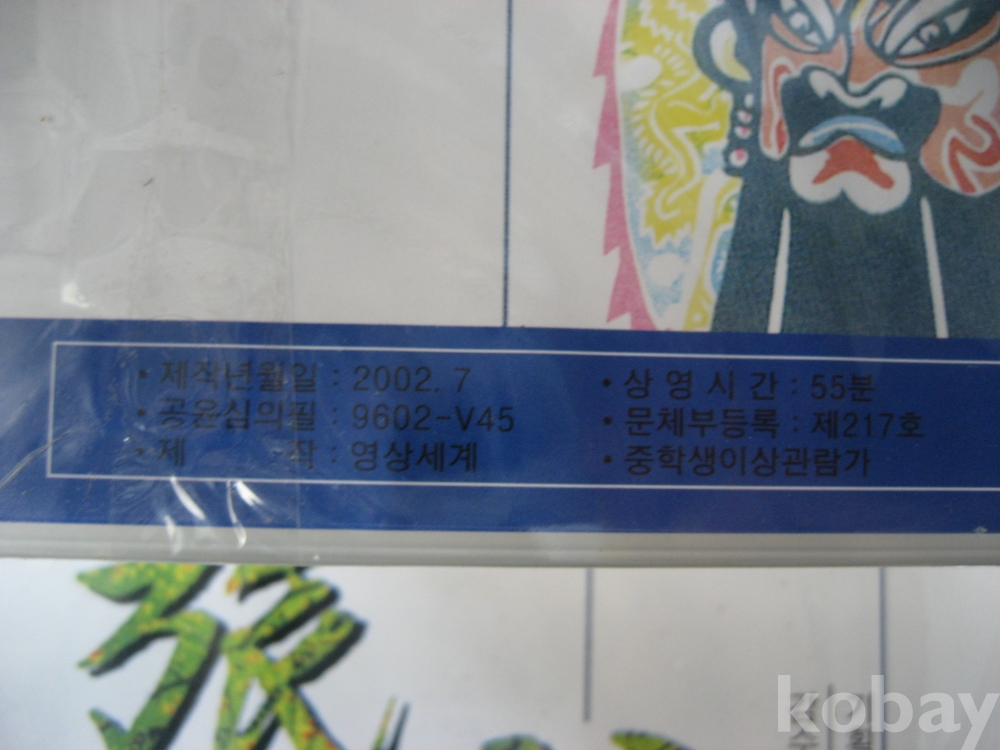 · 제작년월일 : 2002. 7
· 공윤심의필 : 9602-V45
· 제 작 : 영상세계
· 상 영 시 간 : 55분
· 문체부등록 : 제217호
· 중학생이상관람가
kobay